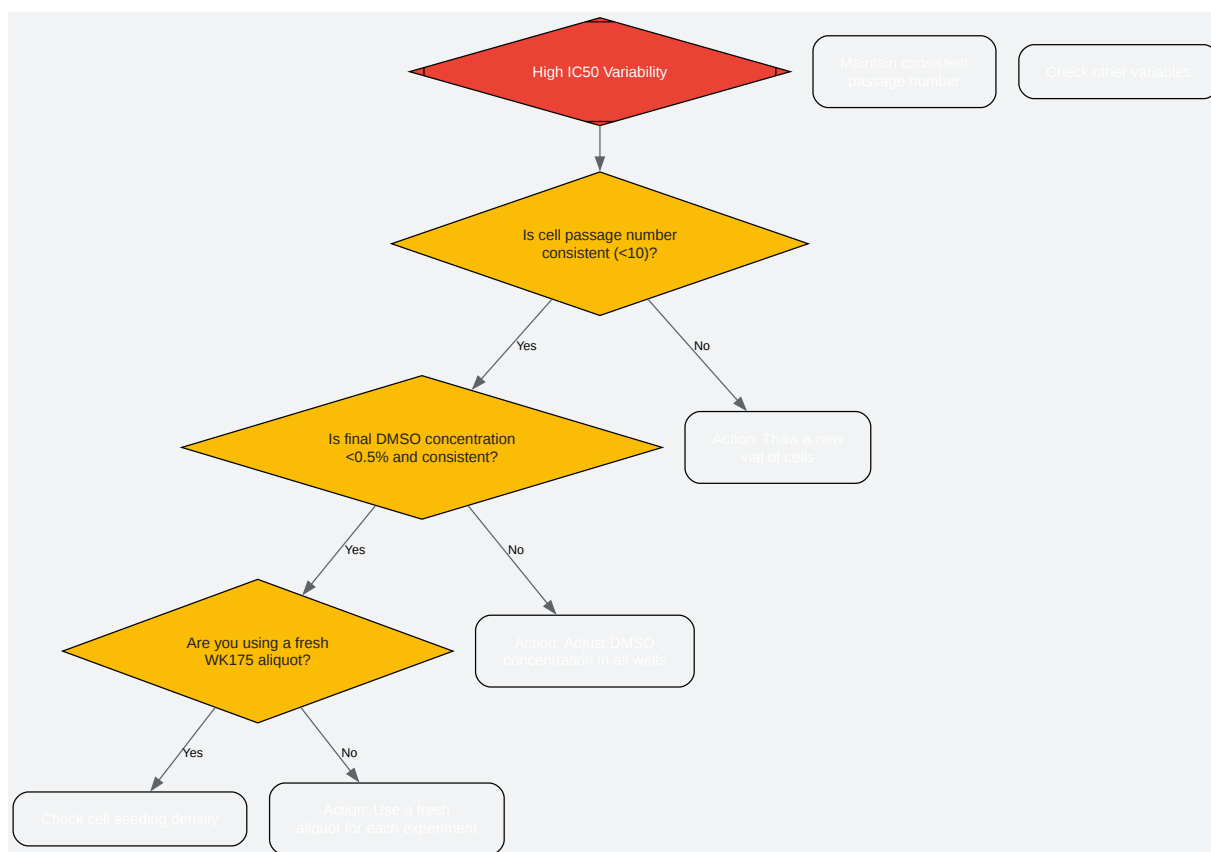 High IC50 Variability
Maintain consistent
passage number
Check other variables
Is cell passage number
consistent (<10)?
Yes
No
Is final DMSO concentration
<0.5% and consistent?
Action: Thaw a new
vial of cells
Yes
No
Are you using a fresh
WK175 aliquot?
Action: Adjust DMSO
concentration in all wells
Yes
No
Check cell seeding density
Action: Use a fresh
aliquot for each experiment